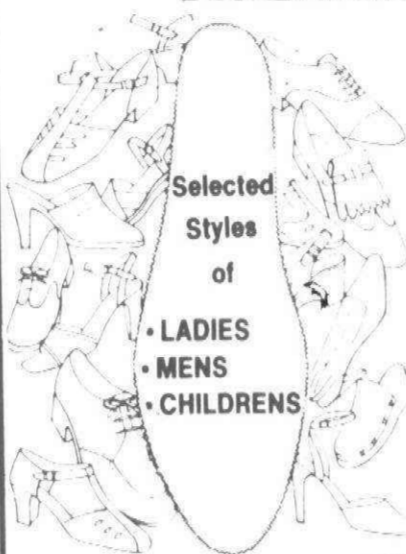 Selected
Styles
of
• LADIES
• MENS
• CHILDRENS